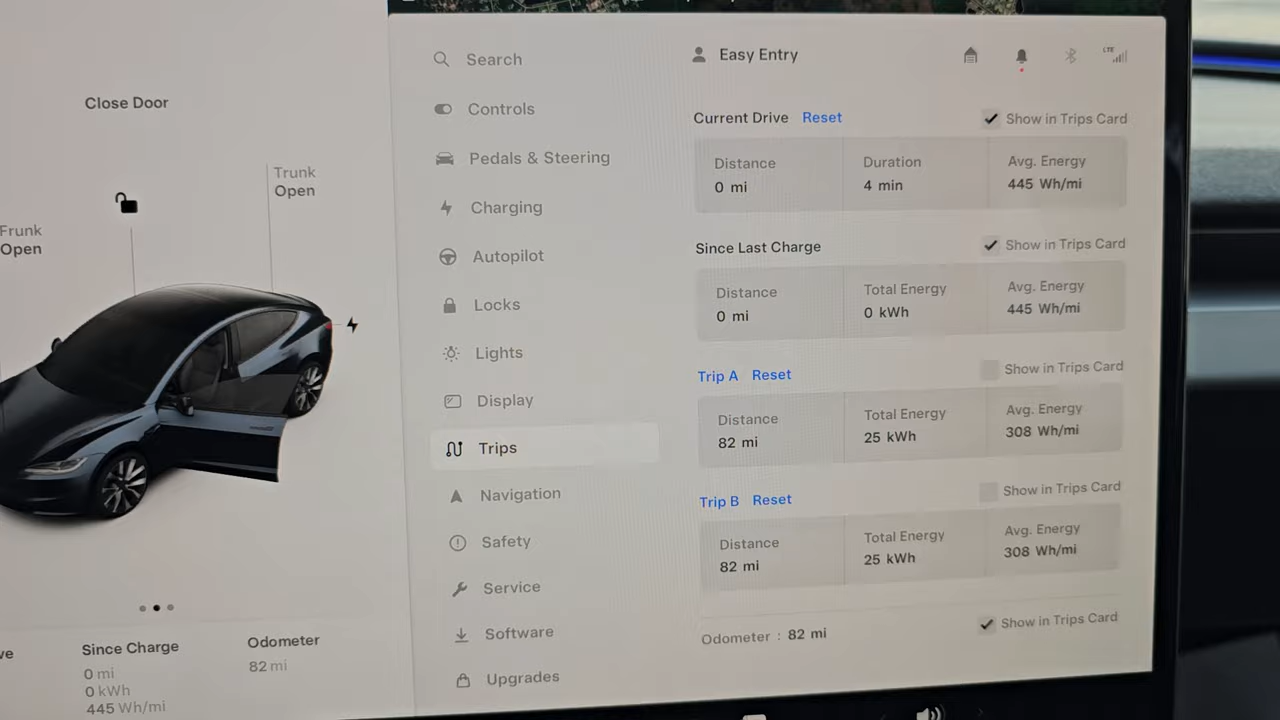 Close Door
Trunk
Open
Frunk
Open
Since Charge
0 mi
0 kWh
445 Wh/mi
Odometer
82 mi
Search
Controls
Pedals & Steering
Charging
Autopilot
Locks
Lights
Display
Trips
Navigation
Safety
Service
Software
Upgrades
Easy Entry
LTE
Current Drive Reset
Show in Trips Card
Distance Duration Avg. Energy
0 mi 4 min 445 Wh/mi
Since Last Charge
Show in Trips Card
Distance Total Energy Avg. Energy
0 mi 0 kWh 445 Wh/mi
Trip A Reset
Show in Trips Card
Distance Total Energy Avg. Energy
82 mi 25 kWh 308 Wh/mi
Trip B Reset
Show in Trips Card
Distance Total Energy Avg. Energy
82 mi 25 kWh 308 Wh/mi
Odometer : 82 mi
Show in Trips Card